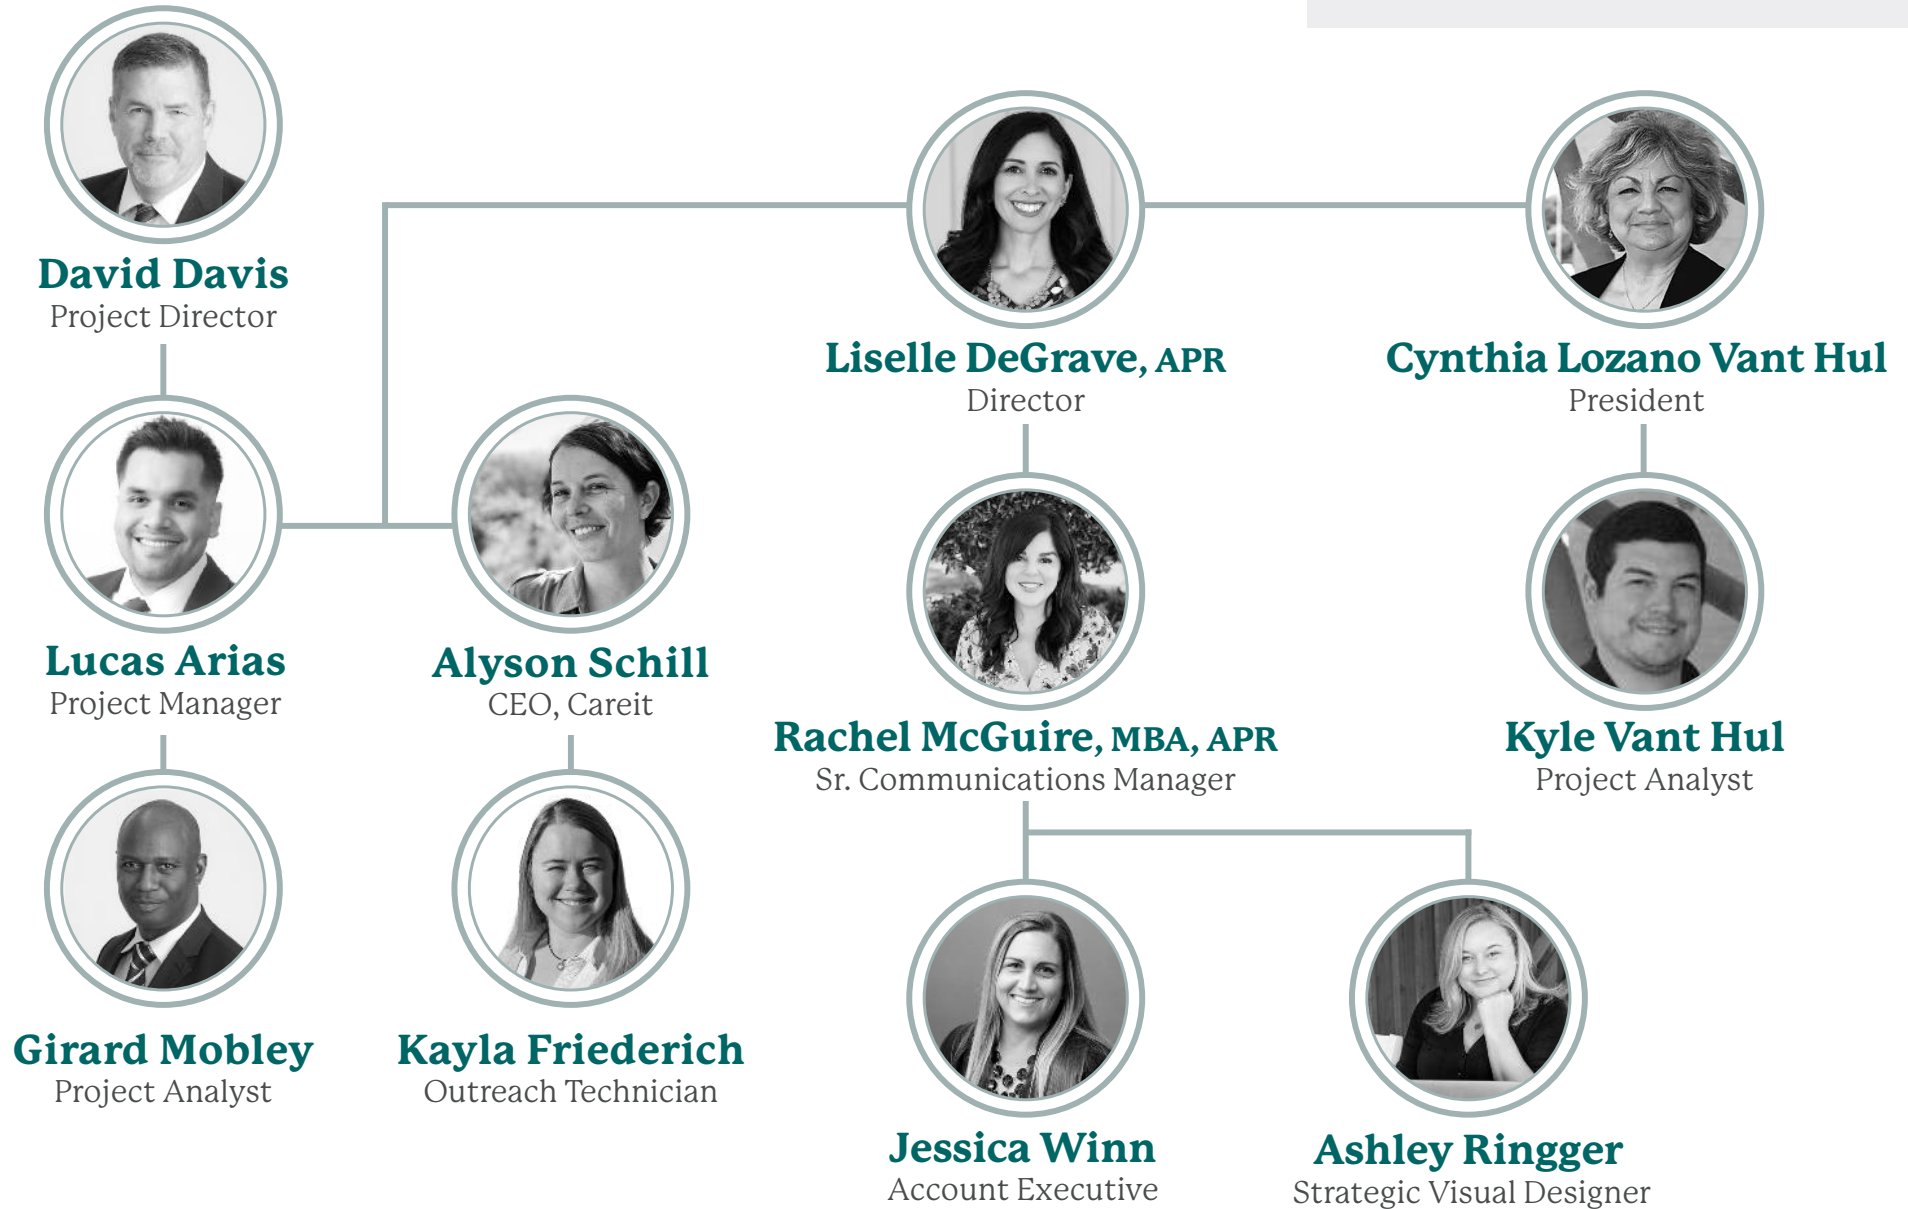 David Davis
Project Director
Liselle DeGrave, APR
Director
Cynthia Lozano Vant Hul
President
Lucas Arias
Project Manager
Alyson Schill
CEO, Careit
Rachel McGuire, MBA, APR
Sr. Communications Manager
Kyle Vant Hul
Project Analyst
Girard Mobley
Project Analyst
Kayla Friederich
Outreach Technician
Jessica Winn
Account Executive
Ashley Ringger
Strategic Visual Designer